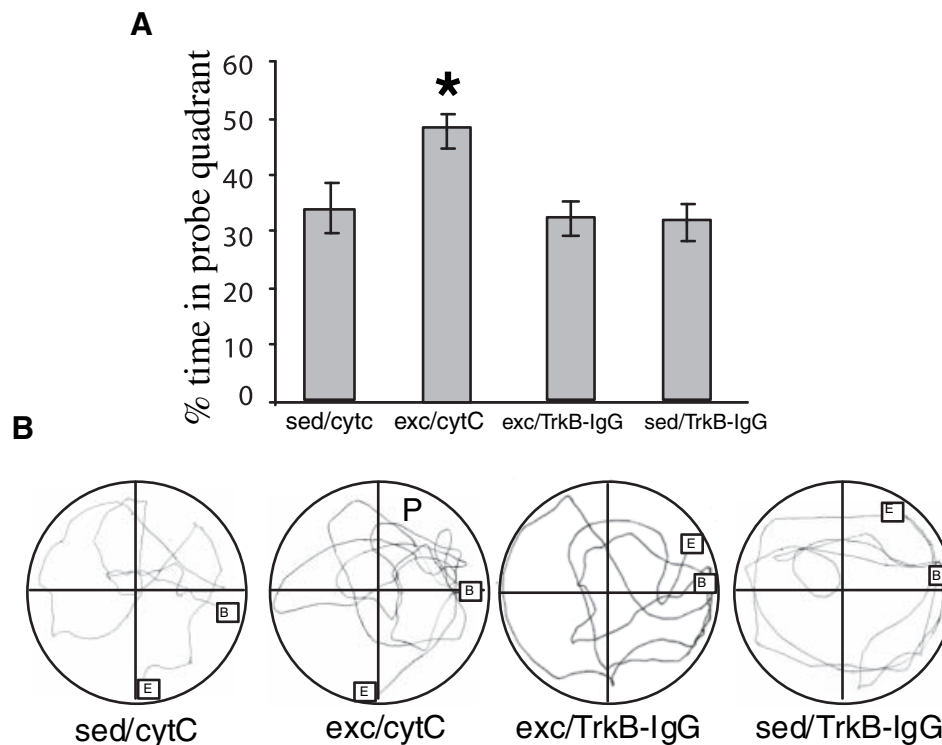 A
% time in probe quadrant
60
50
40
30
20
10
0
*
sed/cytc exc/cytC exc/TrkB-IgG sed/TrkB-IgG
B
P
E
E
B
B
B
B
E
E
sed/cytC exc/cytC exc/TrkB-IgG sed/TrkB-IgG